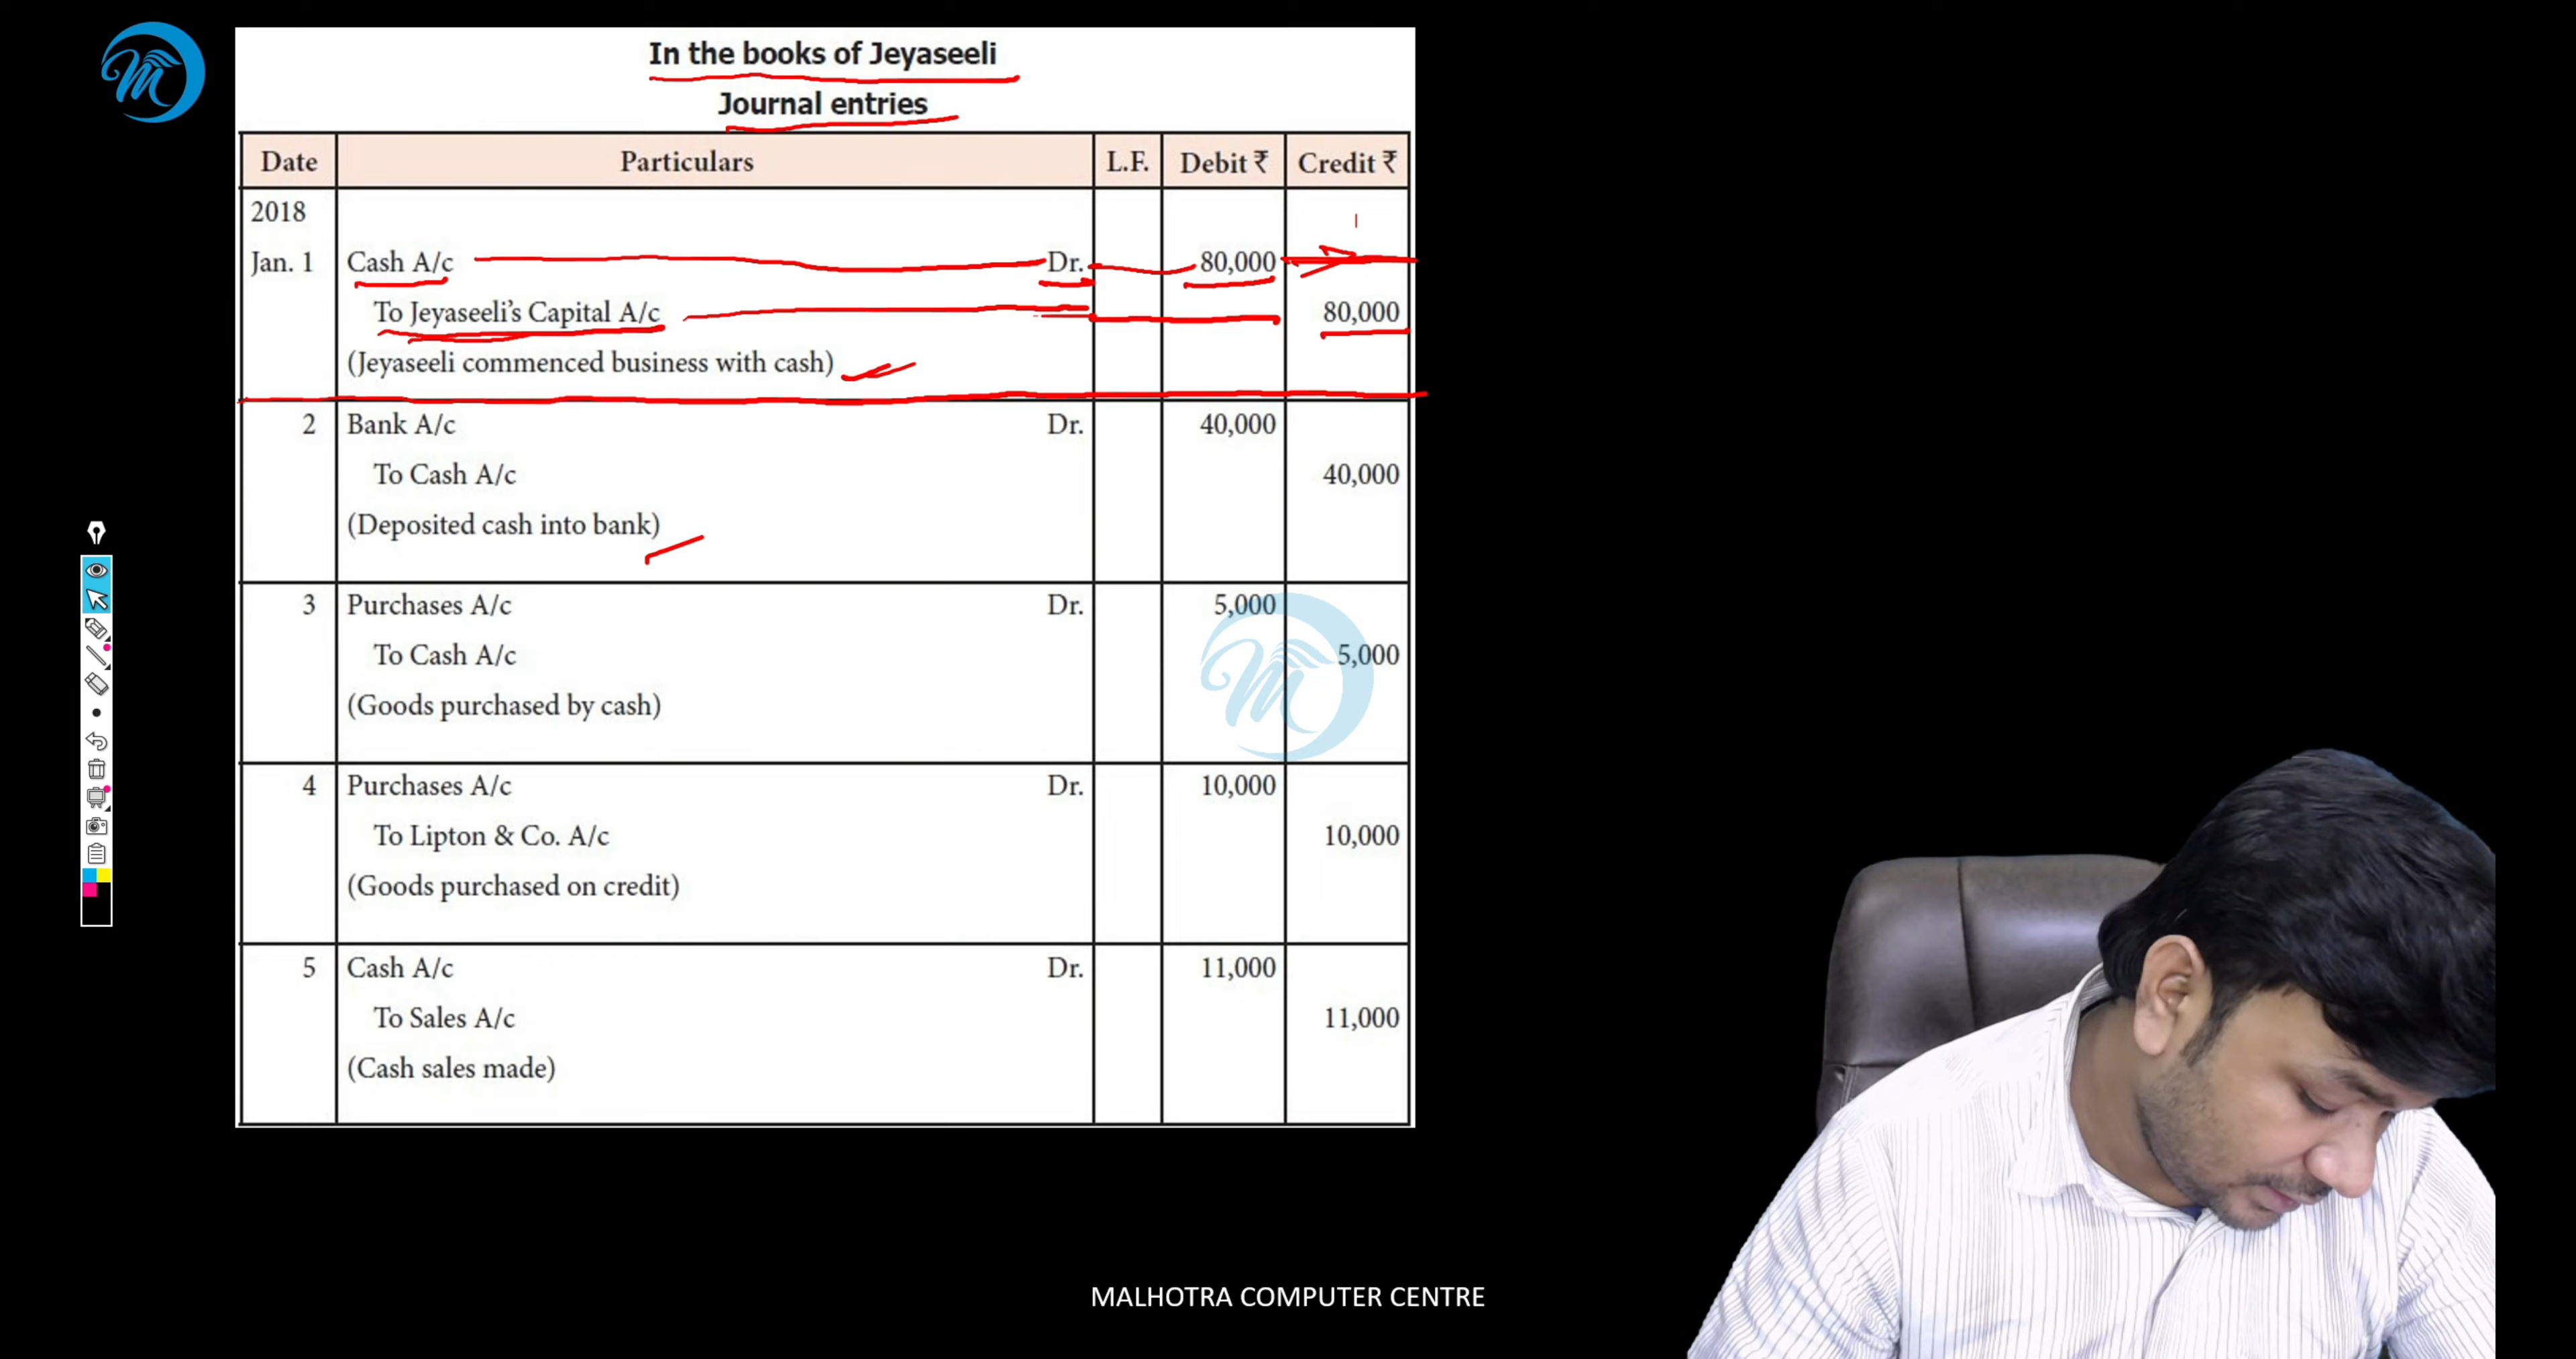 In the books of Jeyaseeli
Journal entries
Date Particulars L.F. Debit ₹ Credit ₹
2018
Jan. 1 Cash A/c Dr. 80,000
To Jeyaseeli's Capital A/c 80,000
(Jeyaseeli commenced business with cash)
2 Bank A/c Dr. 40,000
To Cash A/c 40,000
(Deposited cash into bank)
3 Purchases A/c Dr. 5,000
To Cash A/c 5,000
(Goods purchased by cash)
4 Purchases A/c Dr. 10,000
To Lipton & Co. A/c 10,000
(Goods purchased on credit)
5 Cash A/c Dr. 11,000
To Sales A/c 11,000
(Cash sales made)
MALHOTRA COMPUTER CENTRE